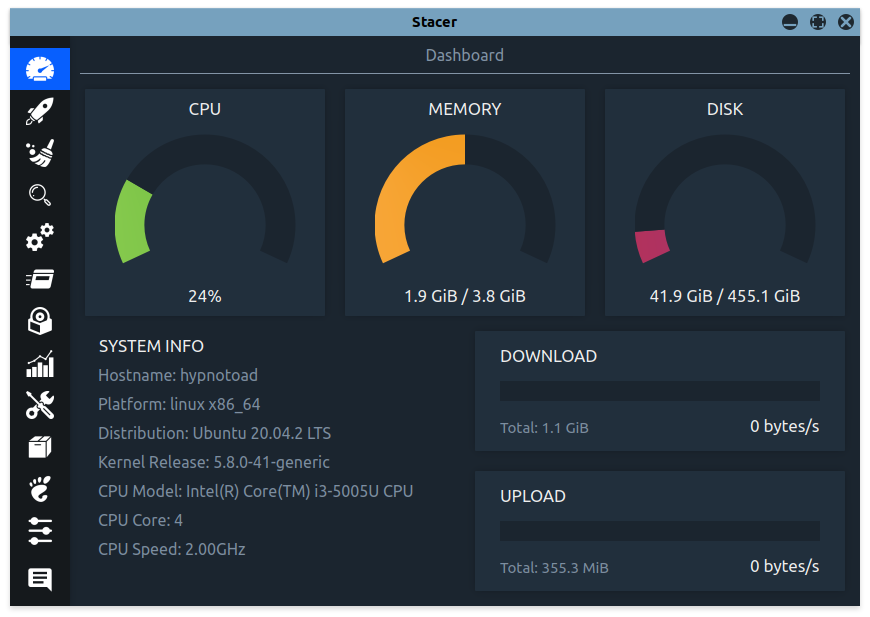 Stacer
Dashboard
CPU
24%
MEMORY
1.9 GiB / 3.8 GiB
DISK
41.9 GiB / 455.1 GiB
SYSTEM INFO
Hostname: hypnotoad
Platform: linux x86_64
Distribution: Ubuntu 20.04.2 LTS
Kernel Release: 5.8.0-41-generic
CPU Model: Intel(R) Core(TM) i3-5005U CPU
CPU Core: 4
CPU Speed: 2.00GHz
DOWNLOAD
Total: 1.1 GiB 0 bytes/s
UPLOAD
Total: 355.3 MiB 0 bytes/s